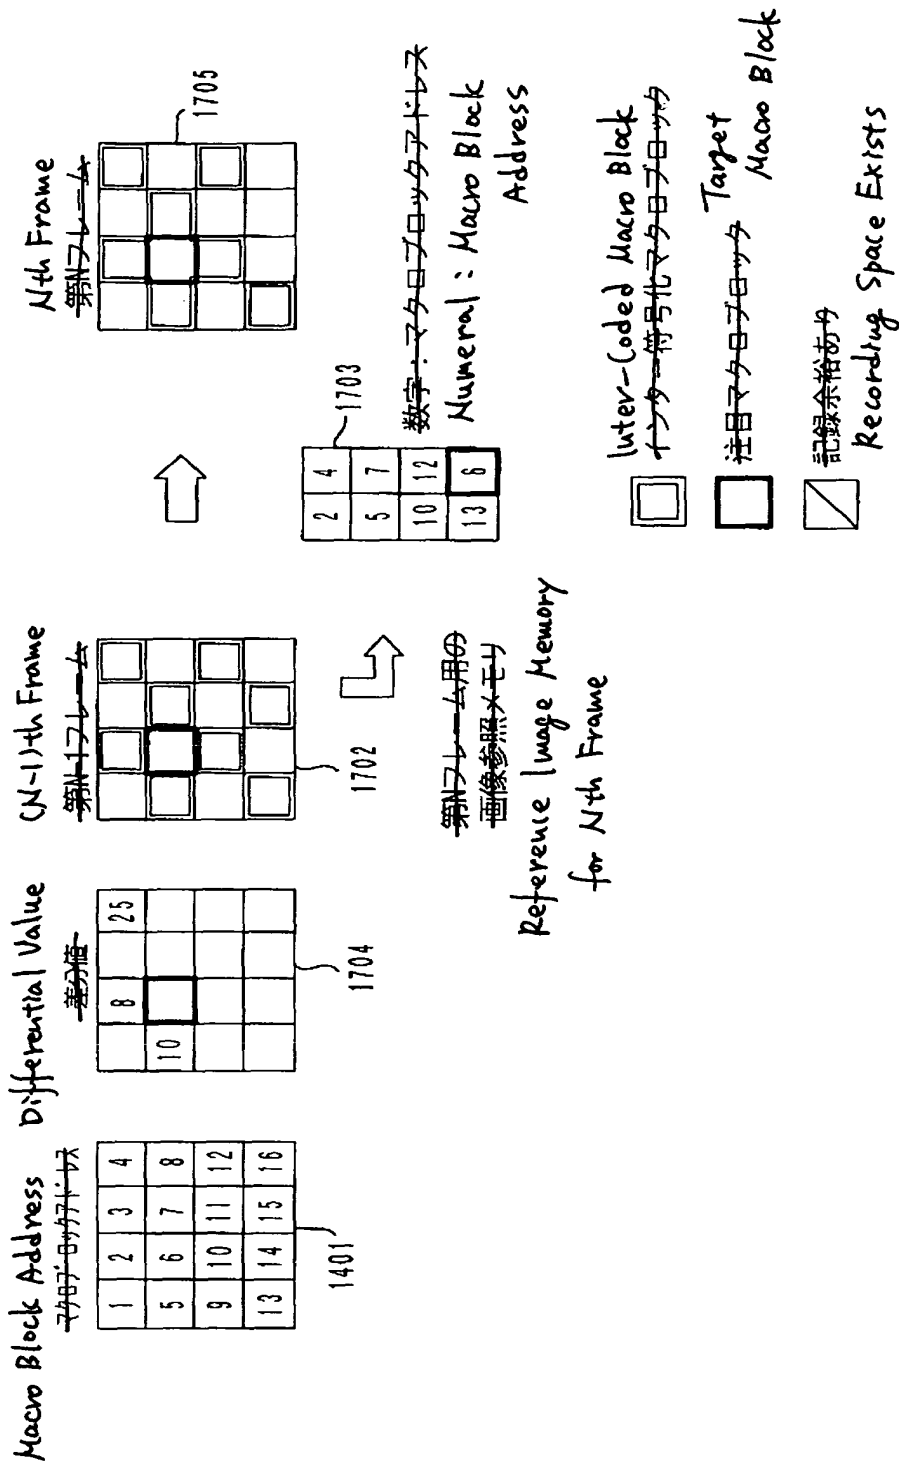 Macro Block Address
マクロブロックアドレス
1 2 3 4
5 6 7 8
9 10 11 12
13 14 15 16
1401
Differential Value
差分値
8 25
10
1704
(N-1)th Frame
第N-1フレーム
1702
Nth Frame
第Nフレーム
1705
第Nフレーム用の
画像参照メモリ
Reference Image Memory
for Nth Frame
2 4
5 7
10 12
13 6
1703
数字:マクロブロックアドレス
Numeral : Macro Block
Address
Inter-Coded Macro Block
インター符号化マクロブロック
注目マクロブロック
Target
Macro Block
記録余裕あり
Recording Space Exists